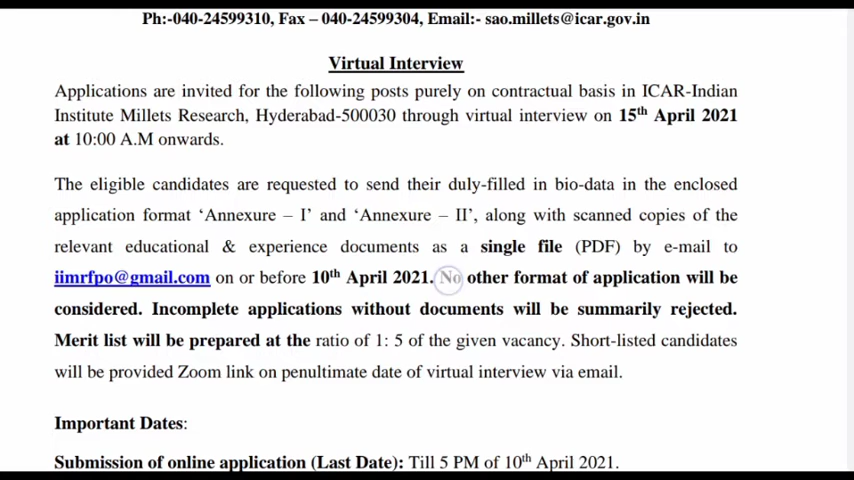 Ph:-040-24599310, Fax – 040-24599304, Email:- sao.millets@icar.gov.in
Virtual Interview
Applications are invited for the following posts purely on contractual basis in ICAR-Indian
Institute Millets Research, Hyderabad-500030 through virtual interview on 15th April 2021
at 10:00 A.M onwards.
The eligible candidates are requested to send their duly-filled in bio-data in the enclosed
application format ‘Annexure – I’ and ‘Annexure – II’, along with scanned copies of the
relevant educational & experience documents as a single file (PDF) by e-mail to
iimrfpo@gmail.com on or before 10th April 2021. No other format of application will be
considered. Incomplete applications without documents will be summarily rejected.
Merit list will be prepared at the ratio of 1: 5 of the given vacancy. Short-listed candidates
will be provided Zoom link on penultimate date of virtual interview via email.
Important Dates:
Submission of online application (Last Date): Till 5 PM of 10th April 2021.